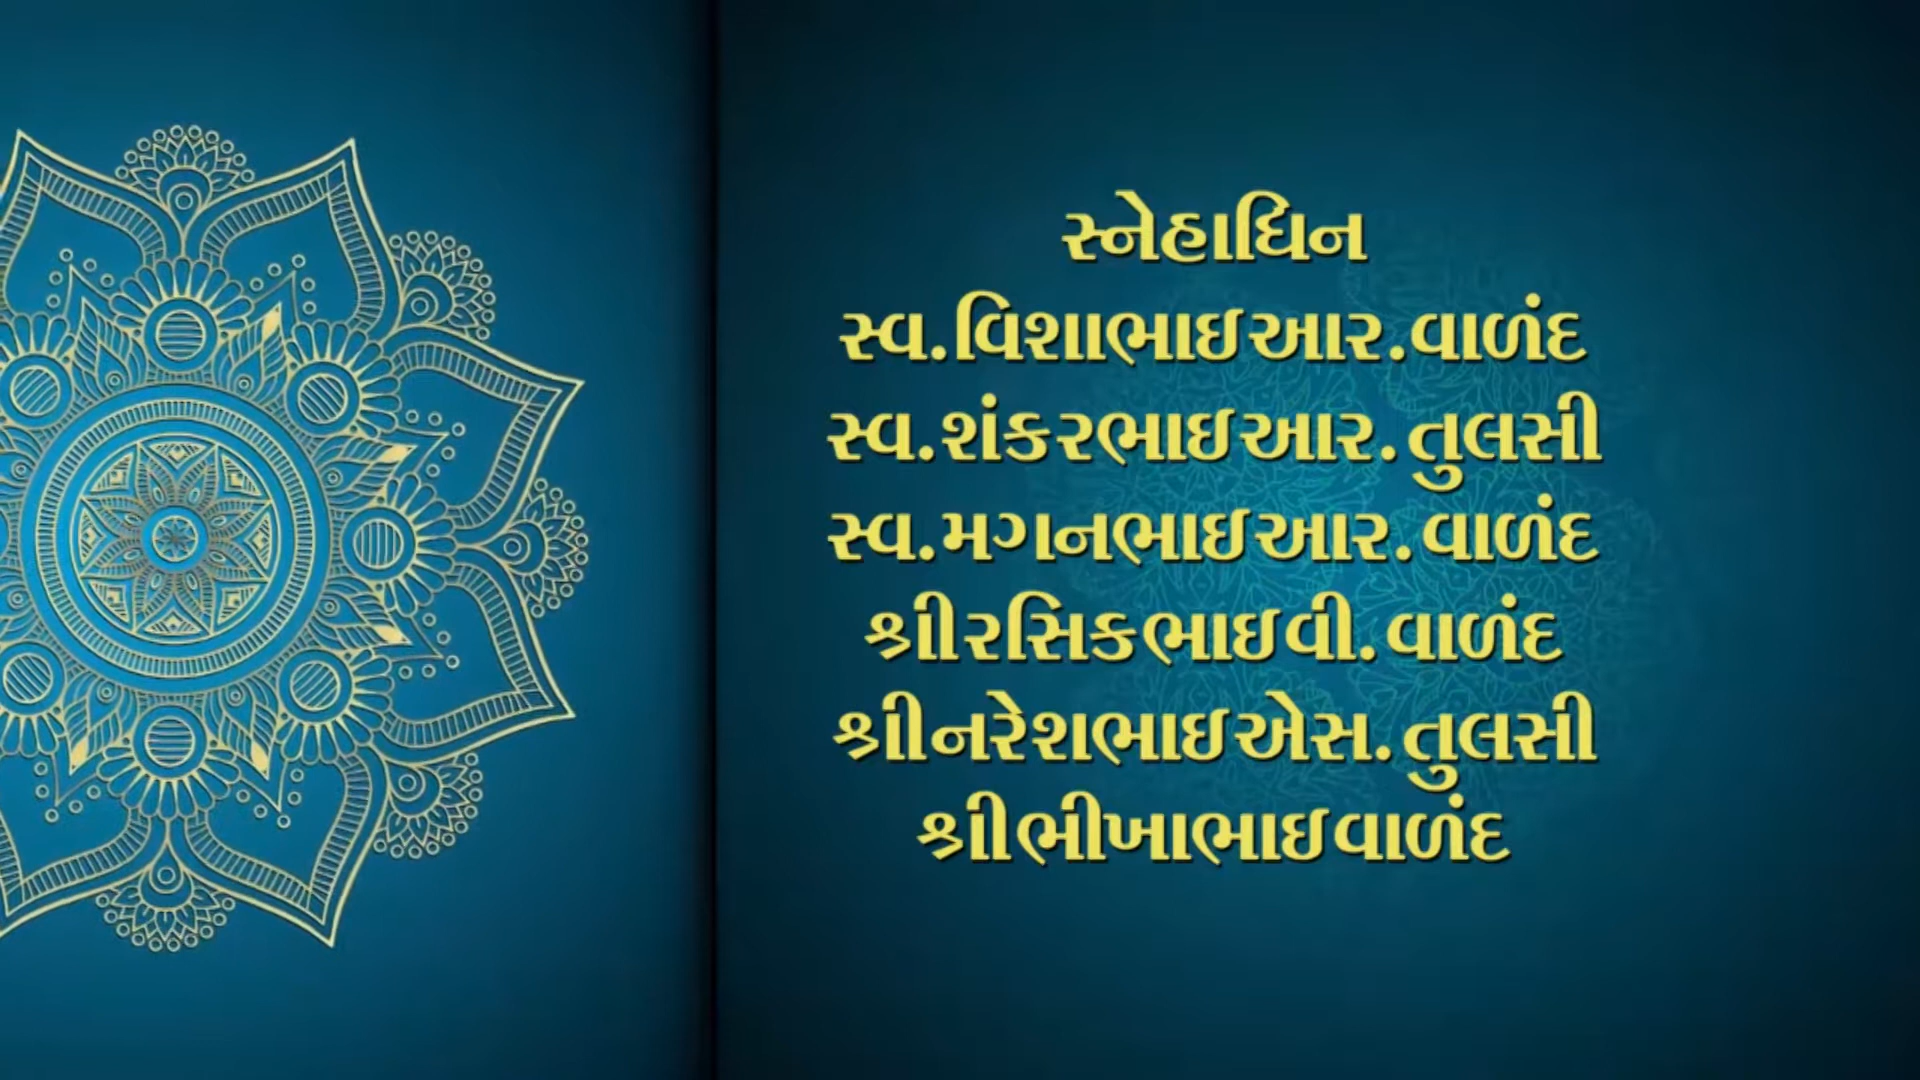 સ્નેહાધિન
સ્વ. વિશાભાઇ આર. વાળંદ
સ્વ. શંકરભાઇ આર. તુલસી
સ્વ. મગનભાઇ આર. વાળંદ
શ્રી રસિકભાઇ વી. વાળંદ
શ્રી નરેશભાઇ એસ. તુલસી
શ્રી ભીખાભાઇ વાળંદ